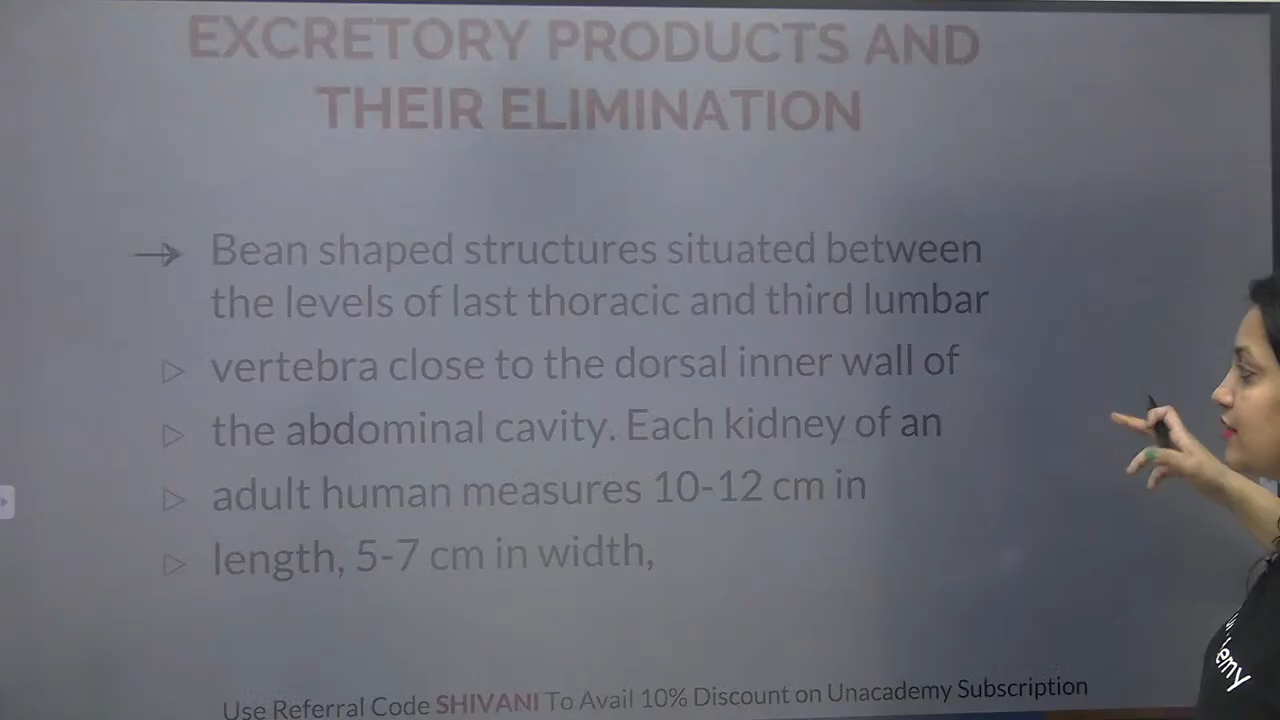 EXCRETORY PRODUCTS AND
THEIR ELIMINATION
→ Bean shaped structures situated between
the levels of last thoracic and third lumbar
▷ vertebra close to the dorsal inner wall of
▷ the abdominal cavity. Each kidney of an
▷ adult human measures 10-12 cm in
▷ length, 5-7 cm in width,
emy
Use Referral Code SHIVANI To Avail 10% Discount on Unacademy Subscription